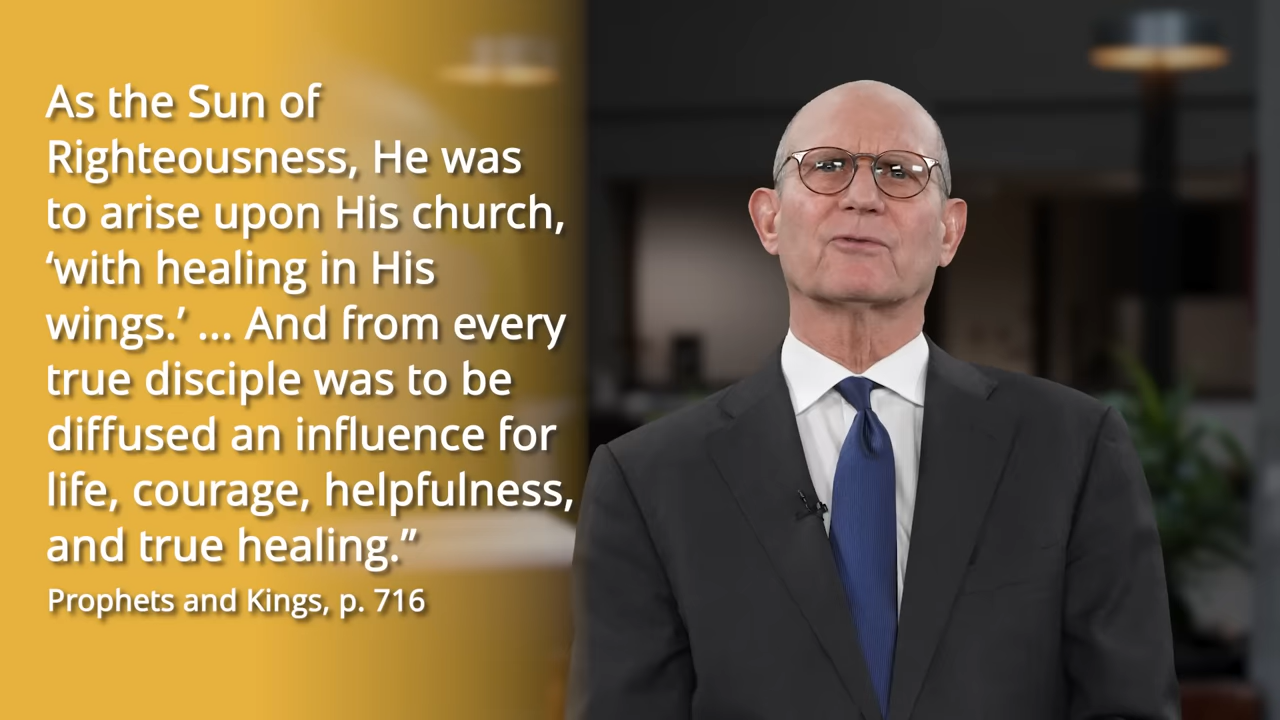 As the Sun of
Righteousness, He was
to arise upon His church,
‘with healing in His
wings.’ ... And from every
true disciple was to be
diffused an influence for
life, courage, helpfulness,
and true healing.”
Prophets and Kings, p. 716